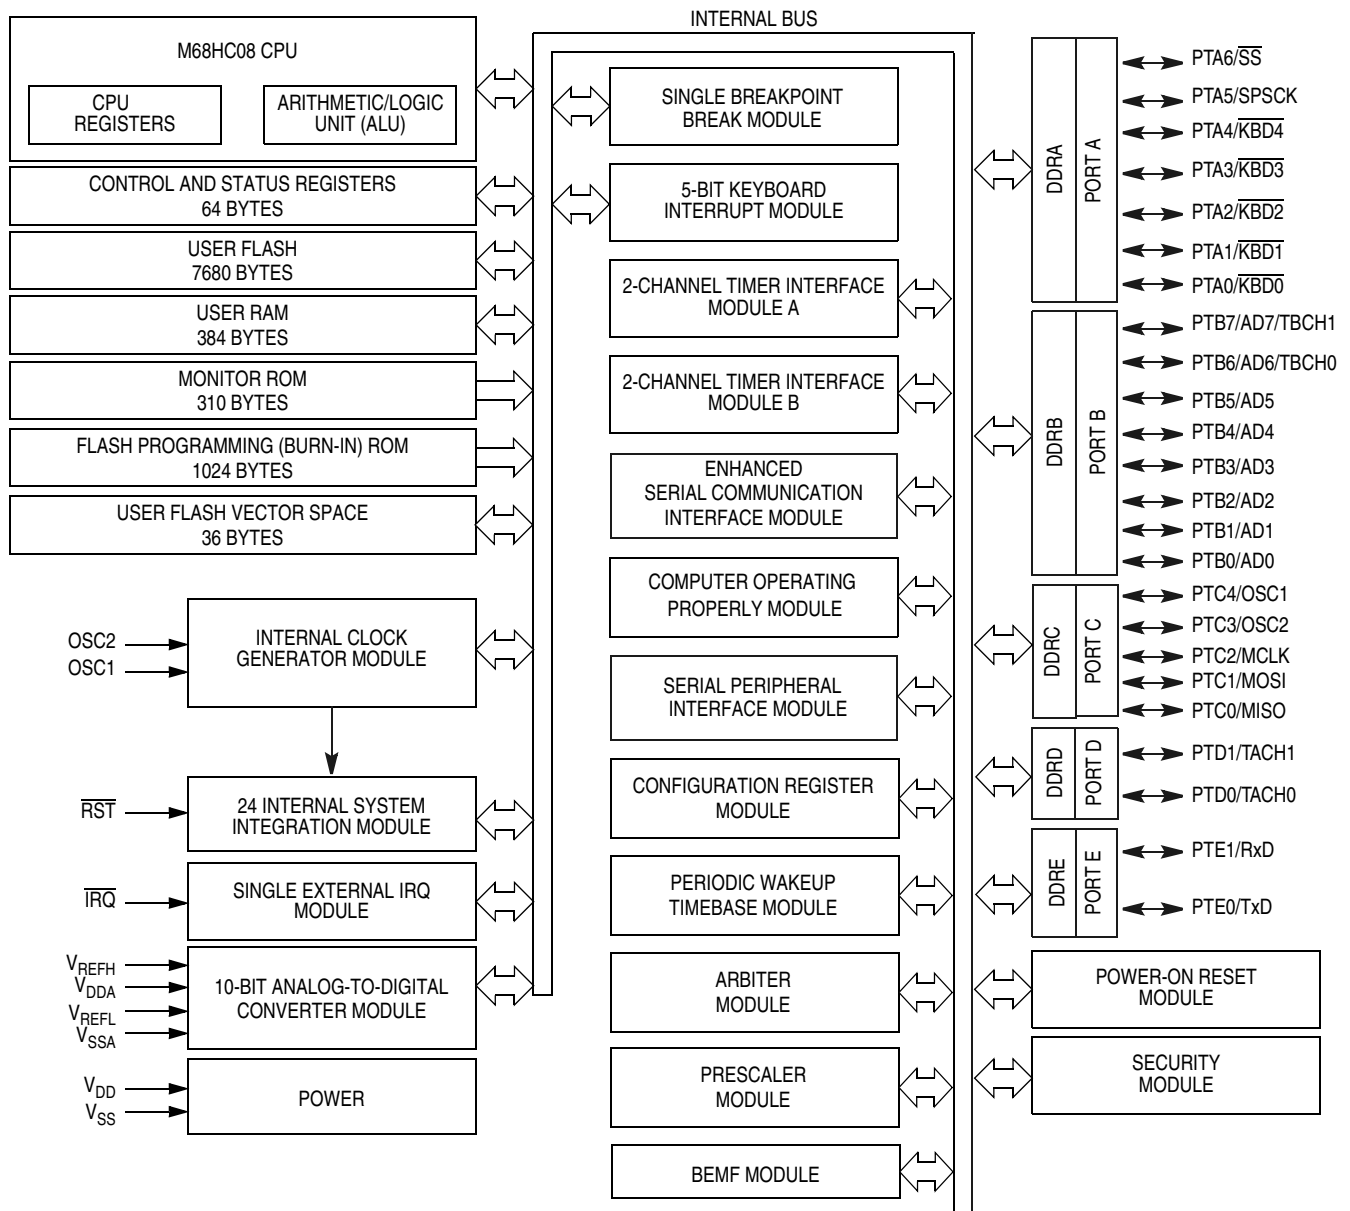 INTERNAL BUS
M68HC08 CPU
CPU
REGISTERS
ARITHMETIC/LOGIC
UNIT (ALU)
CONTROL AND STATUS REGISTERS
64 BYTES
USER FLASH
7680 BYTES
USER RAM
384 BYTES
MONITOR ROM
310 BYTES
FLASH PROGRAMMING (BURN-IN) ROM
1024 BYTES
USER FLASH VECTOR SPACE
36 BYTES
OSC2
OSC1
INTERNAL CLOCK
GENERATOR MODULE
RST
24 INTERNAL SYSTEM
INTEGRATION MODULE
IRQ
SINGLE EXTERNAL IRQ
MODULE
VREFH
VDDA
VREFL
VSSA
10-BIT ANALOG-TO-DIGITAL
CONVERTER MODULE
VDD
VSS
POWER
SINGLE BREAKPOINT
BREAK MODULE
5-BIT KEYBOARD
INTERRUPT MODULE
2-CHANNEL TIMER INTERFACE
MODULE A
2-CHANNEL TIMER INTERFACE
MODULE B
ENHANCED
SERIAL COMMUNICATION
INTERFACE MODULE
COMPUTER OPERATING
PROPERLY MODULE
SERIAL PERIPHERAL
INTERFACE MODULE
CONFIGURATION REGISTER
MODULE
PERIODIC WAKEUP
TIMEBASE MODULE
ARBITER
MODULE
PRESCALER
MODULE
BEMF MODULE
DDRA
PORT A
PTA6/SS
PTA5/SPSCK
PTA4/KBD4
PTA3/KBD3
PTA2/KBD2
PTA1/KBD1
PTA0/KBD0
DDRB
PORT B
PTB7/AD7/TBCH1
PTB6/AD6/TBCH0
PTB5/AD5
PTB4/AD4
PTB3/AD3
PTB2/AD2
PTB1/AD1
PTB0/AD0
DDRC
PORT C
PTC4/OSC1
PTC3/OSC2
PTC2/MCLK
PTC1/MOSI
PTC0/MISO
DDRD
PORT D
PTD1/TACH1
PTD0/TACH0
DDRE
PORT E
PTE1/RxD
PTE0/TxD
POWER-ON RESET
MODULE
SECURITY
MODULE